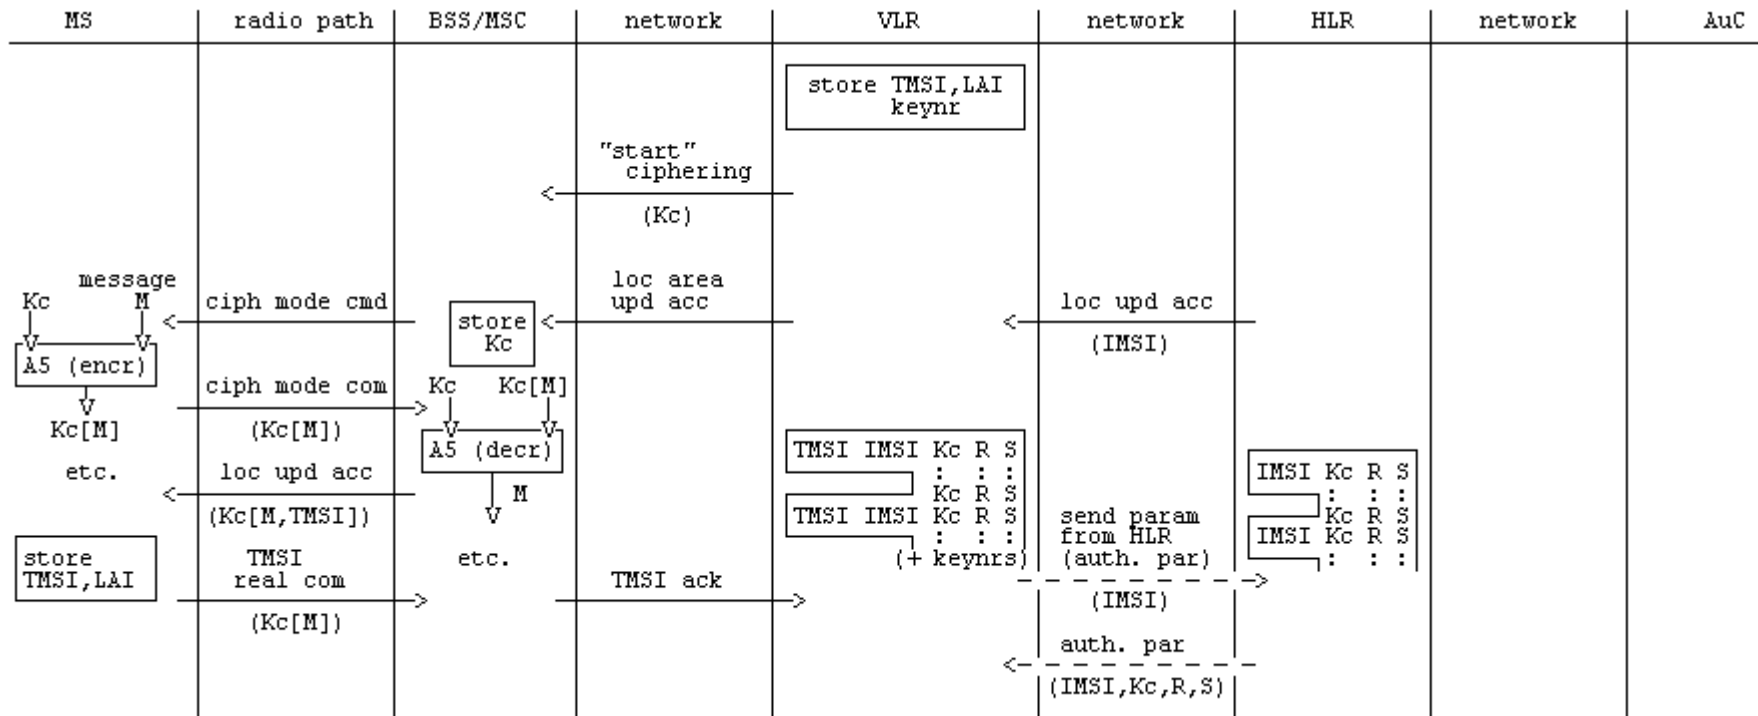 MS radio path BSS/MSC network VLR network HLR network AuC
store TMSI,LAI
keynr
"start"
ciphering
(Kc)
message
Kc M
ciph mode cmd
store
Kc
loc area
upd acc
loc upd acc
(IMSI)
A5 (encr)
Kc[M]
ciph mode com
(Kc[M])
Kc Kc[M]
A5 (decr)
M
etc.
etc.
loc upd acc
(Kc[M,TMSI])
TMSI IMSI Kc R S
: : :
Kc R S
TMSI IMSI Kc R S
: : :
(+ keynrs)
send param
from HLR
(auth. par)
(IMSI)
IMSI Kc R S
: : :
Kc R S
IMSI Kc R S
: : :
store
TMSI,LAI
TMSI
real com
(Kc[M])
TMSI ack
auth. par
(IMSI,Kc,R,S)